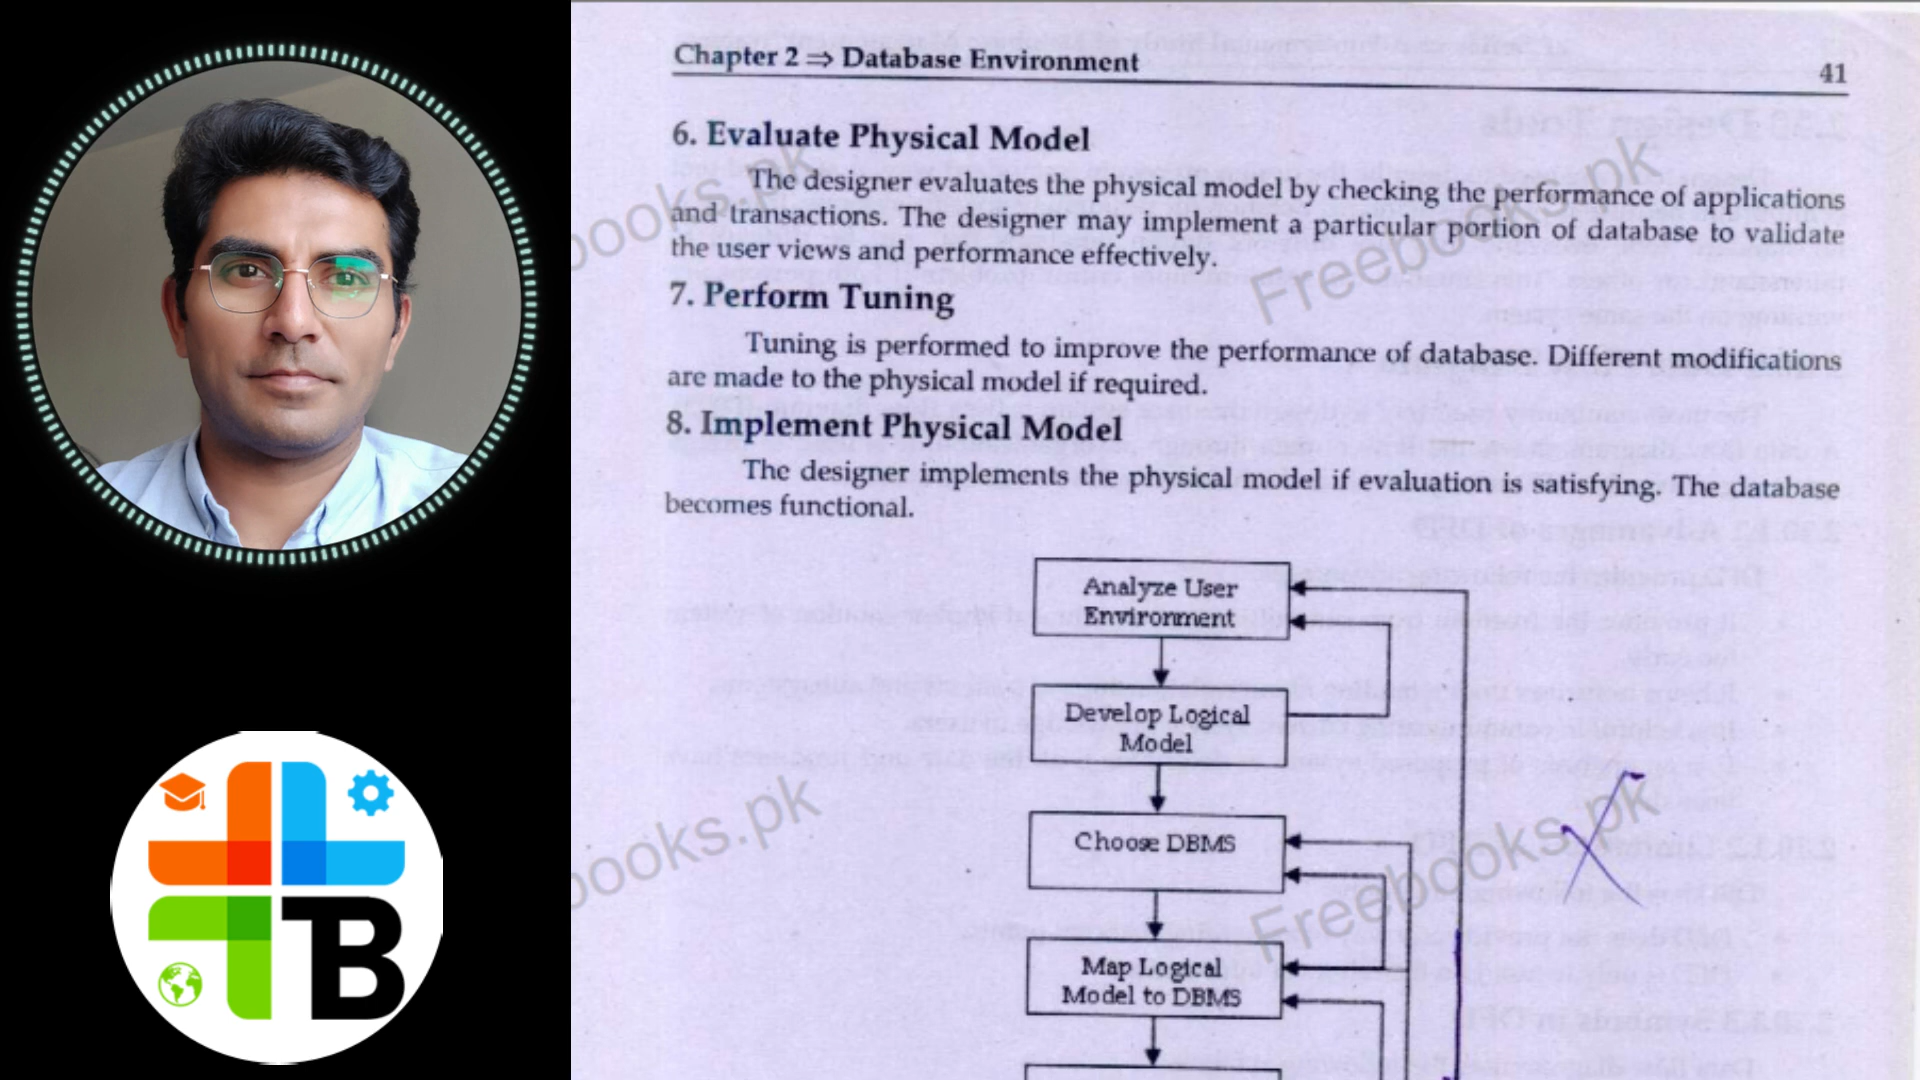 Chapter 2 ⇒ Database Environment
41
6. Evaluate Physical Model
The designer evaluates the physical model by checking the performance of applications
and transactions. The designer may implement a particular portion of database to validate
the user views and performance effectively.
7. Perform Tuning
Tuning is performed to improve the performance of database. Different modifications
are made to the physical model if required.
8. Implement Physical Model
The designer implements the physical model if evaluation is satisfying. The database
becomes functional.
Analyze User
Environment
Develop Logical
Model
Choose DBMS
Map Logical
Model to DBMS
books.pk
Freebooks.pk
books.pk
Freebooks.pk
TB